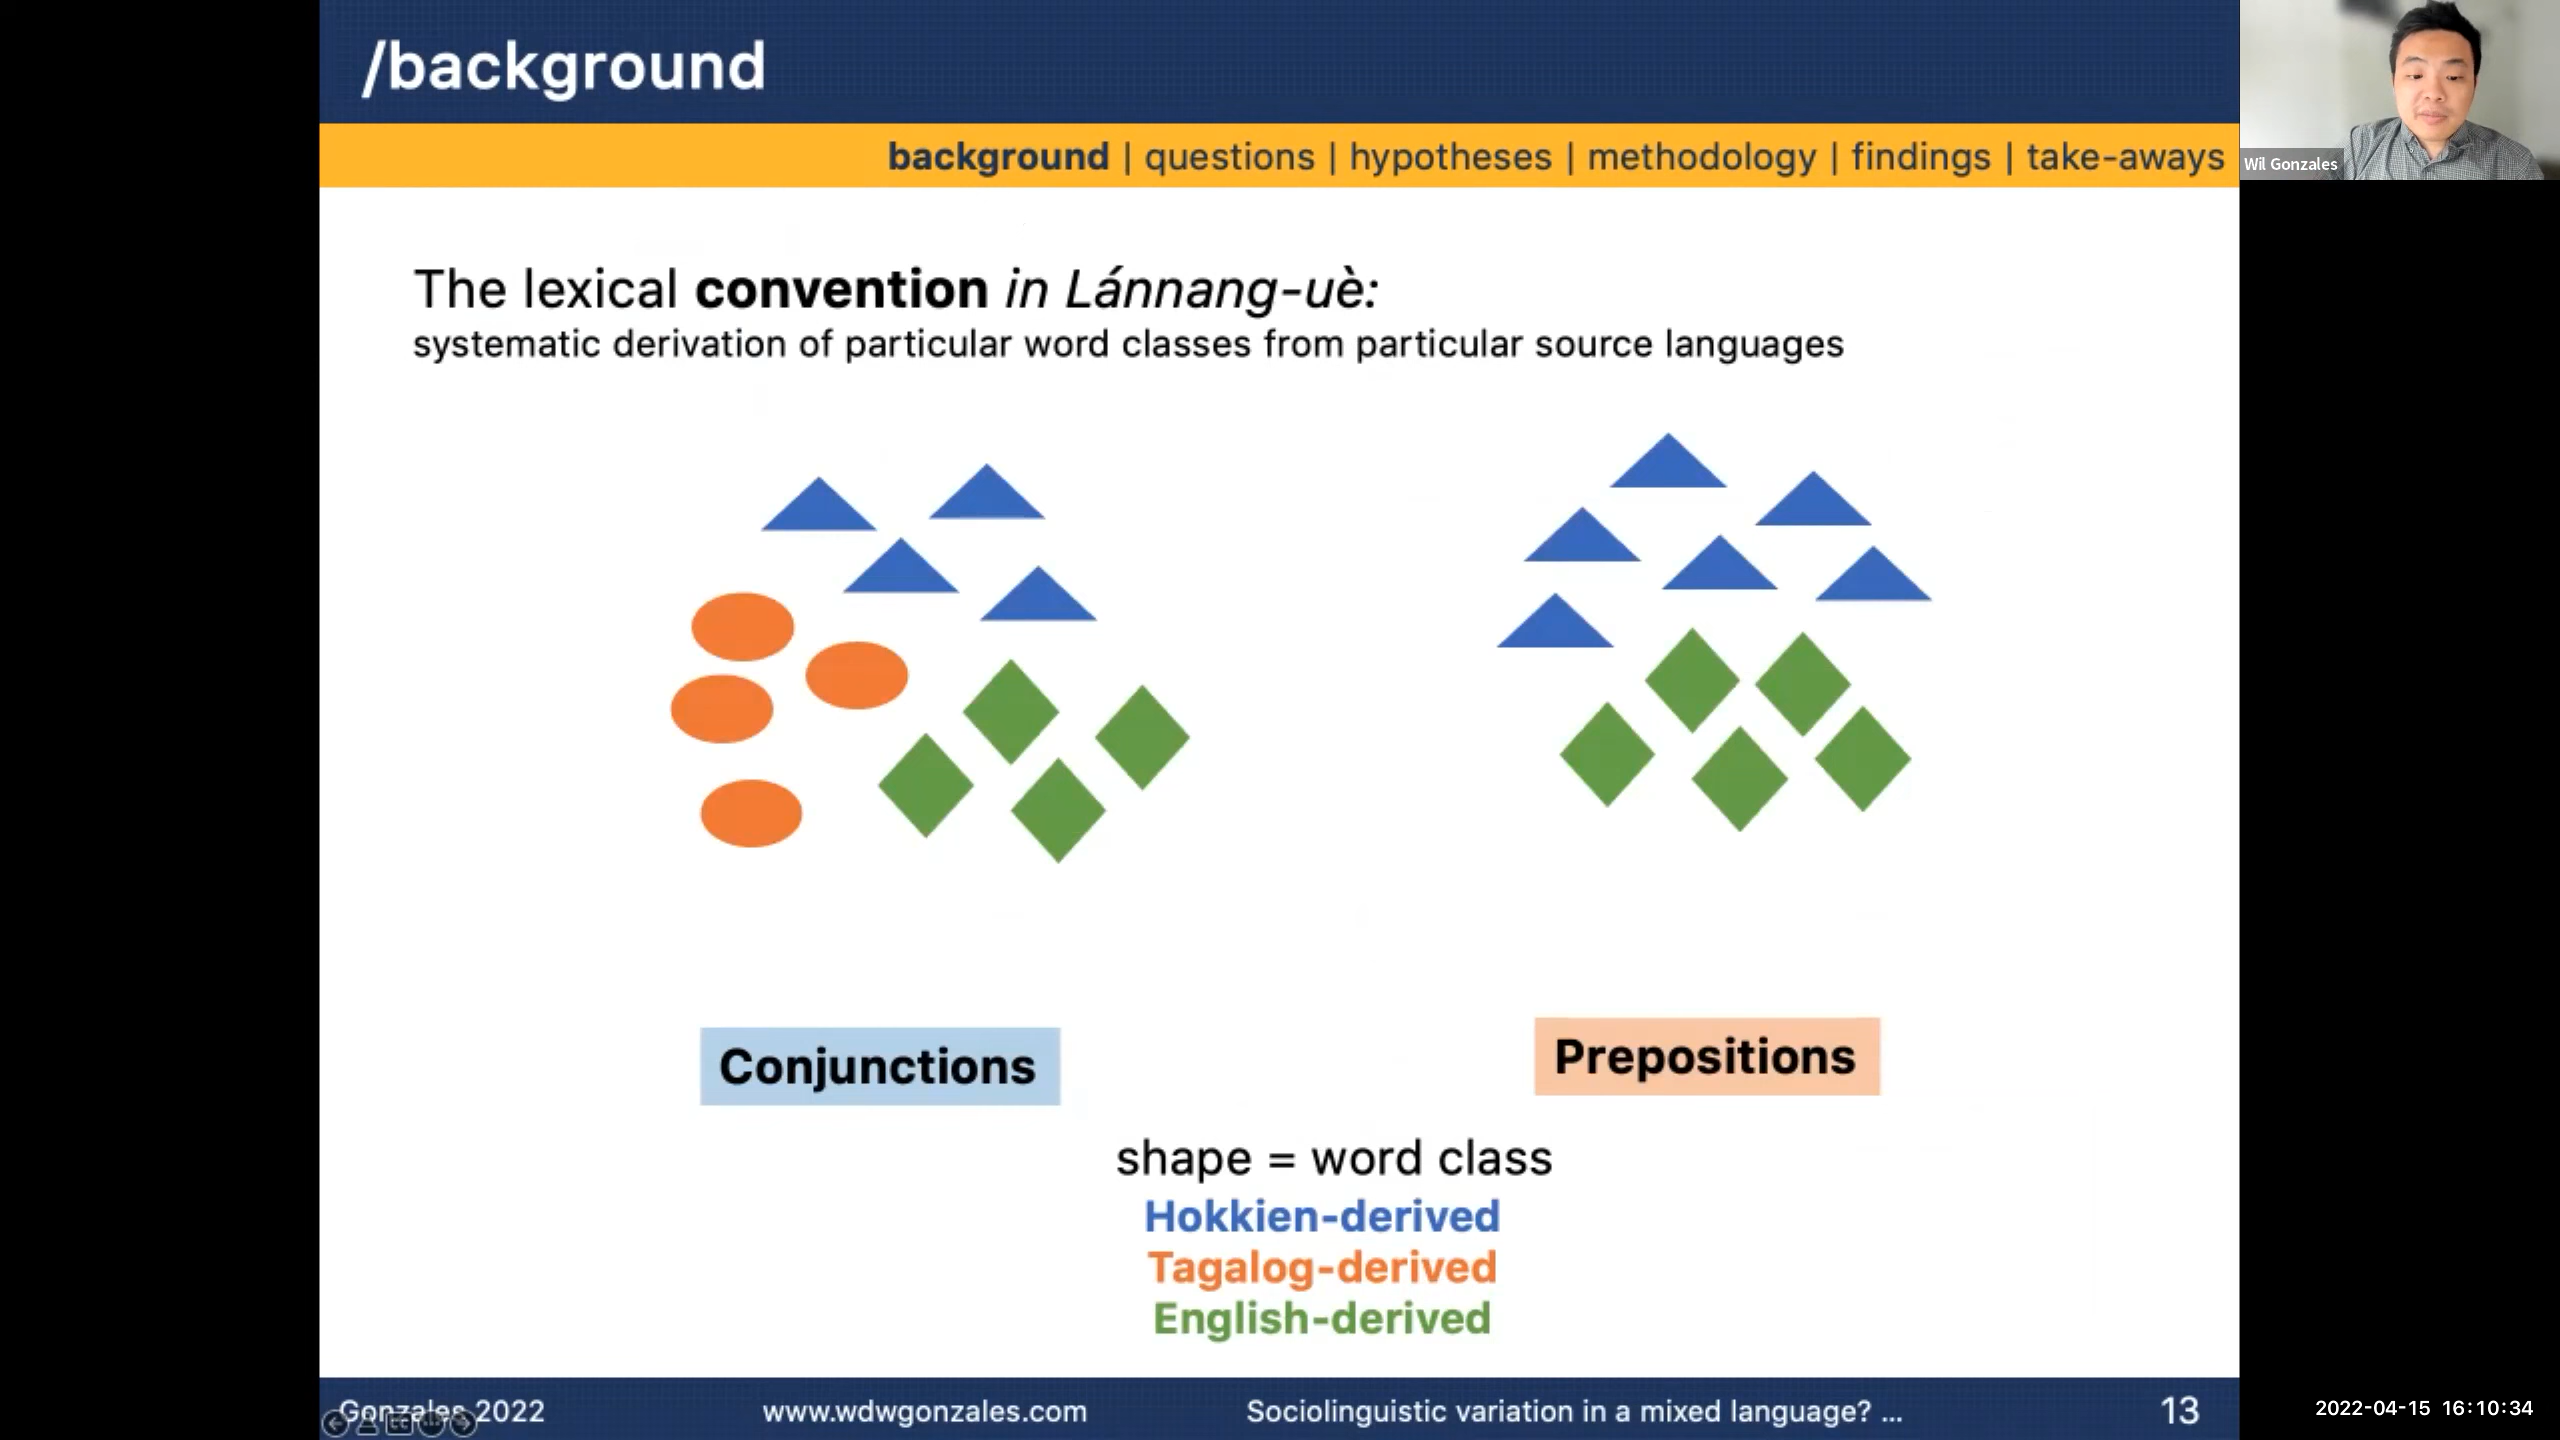 /background
background | questions | hypotheses | methodology | findings | take-aways
Wil Gonzales
The lexical convention in Lánnang-uè:
systematic derivation of particular word classes from particular source languages
Conjunctions
Prepositions
shape = word class
Hokkien-derived
Tagalog-derived
English-derived
Gonzales 2022
www.wdwgonzales.com
Sociolinguistic variation in a mixed language? ...
13
2022-04-15 16:10:34